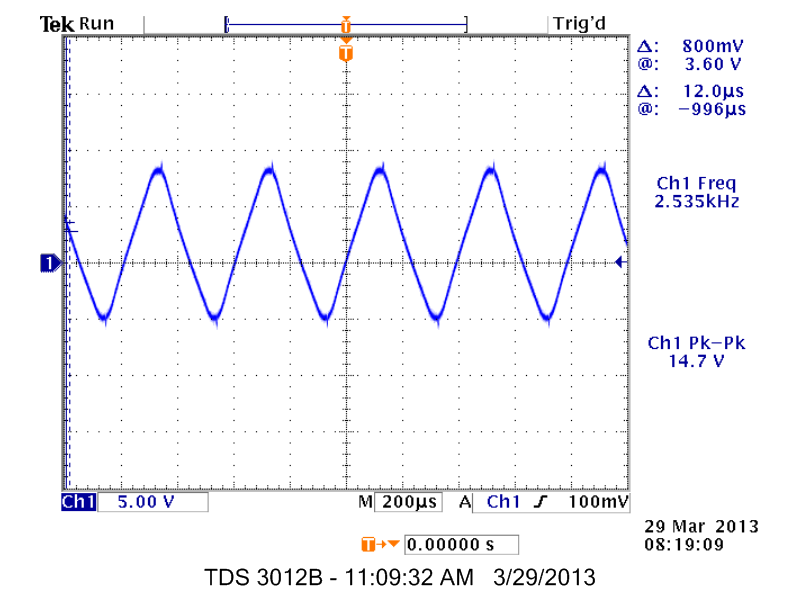 Tek Run Trig'd
T
T
Δ: 800mV
@: 3.60 V
Δ: 12.0µs
@: −996µs
Ch1 Freq
2.535kHz
1
Ch1 Pk−Pk
14.7 V
Ch1 5.00 V M 200µs A Ch1 100mV
29 Mar 2013
08:19:09
T 0.00000 s
TDS 3012B - 11:09:32 AM 3/29/2013